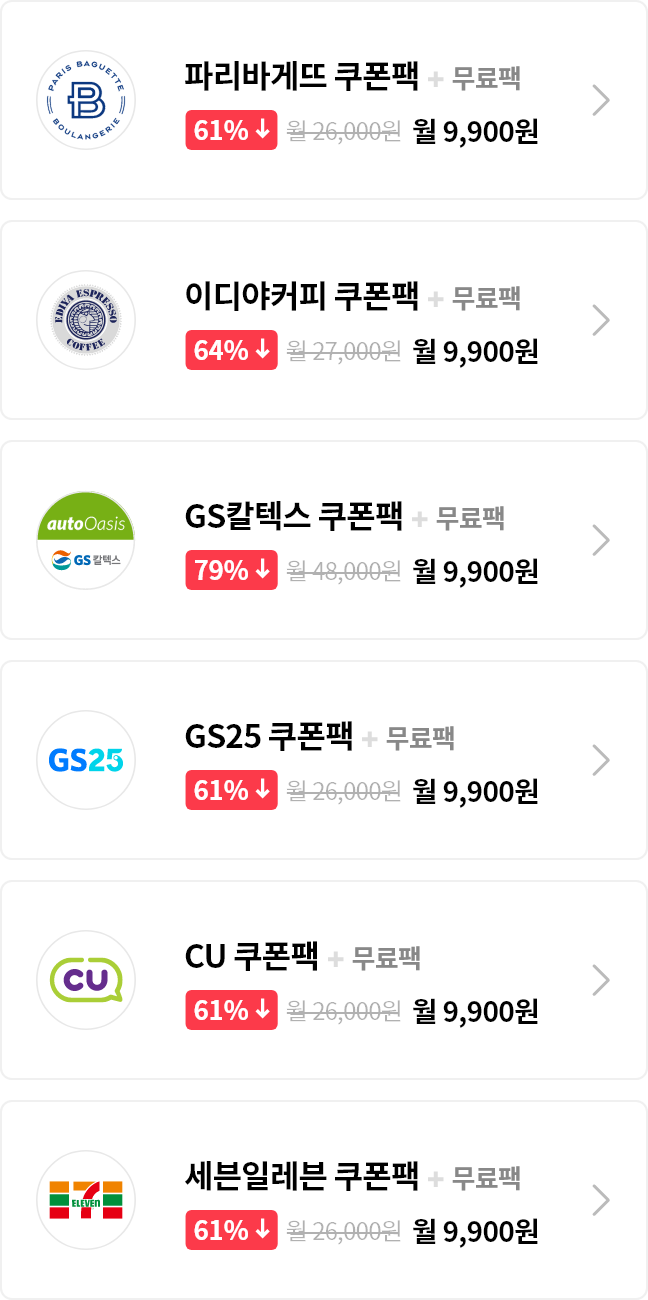 PARIS BAGUETTE
BOULANGERIE
파리바게뜨 쿠폰팩 + 무료팩
61%↓ 월 26,000원 월 9,900원
EDIYA ESPRESSO
COFFEE
이디야커피 쿠폰팩 + 무료팩
64%↓ 월 27,000원 월 9,900원
autoOasis
GS칼텍스
GS칼텍스 쿠폰팩 + 무료팩
79%↓ 월 48,000원 월 9,900원
GS25
GS25 쿠폰팩 + 무료팩
61%↓ 월 26,000원 월 9,900원
CU
CU 쿠폰팩 + 무료팩
61%↓ 월 26,000원 월 9,900원
7 ELEVEN
세븐일레븐 쿠폰팩 + 무료팩
61%↓ 월 26,000원 월 9,900원